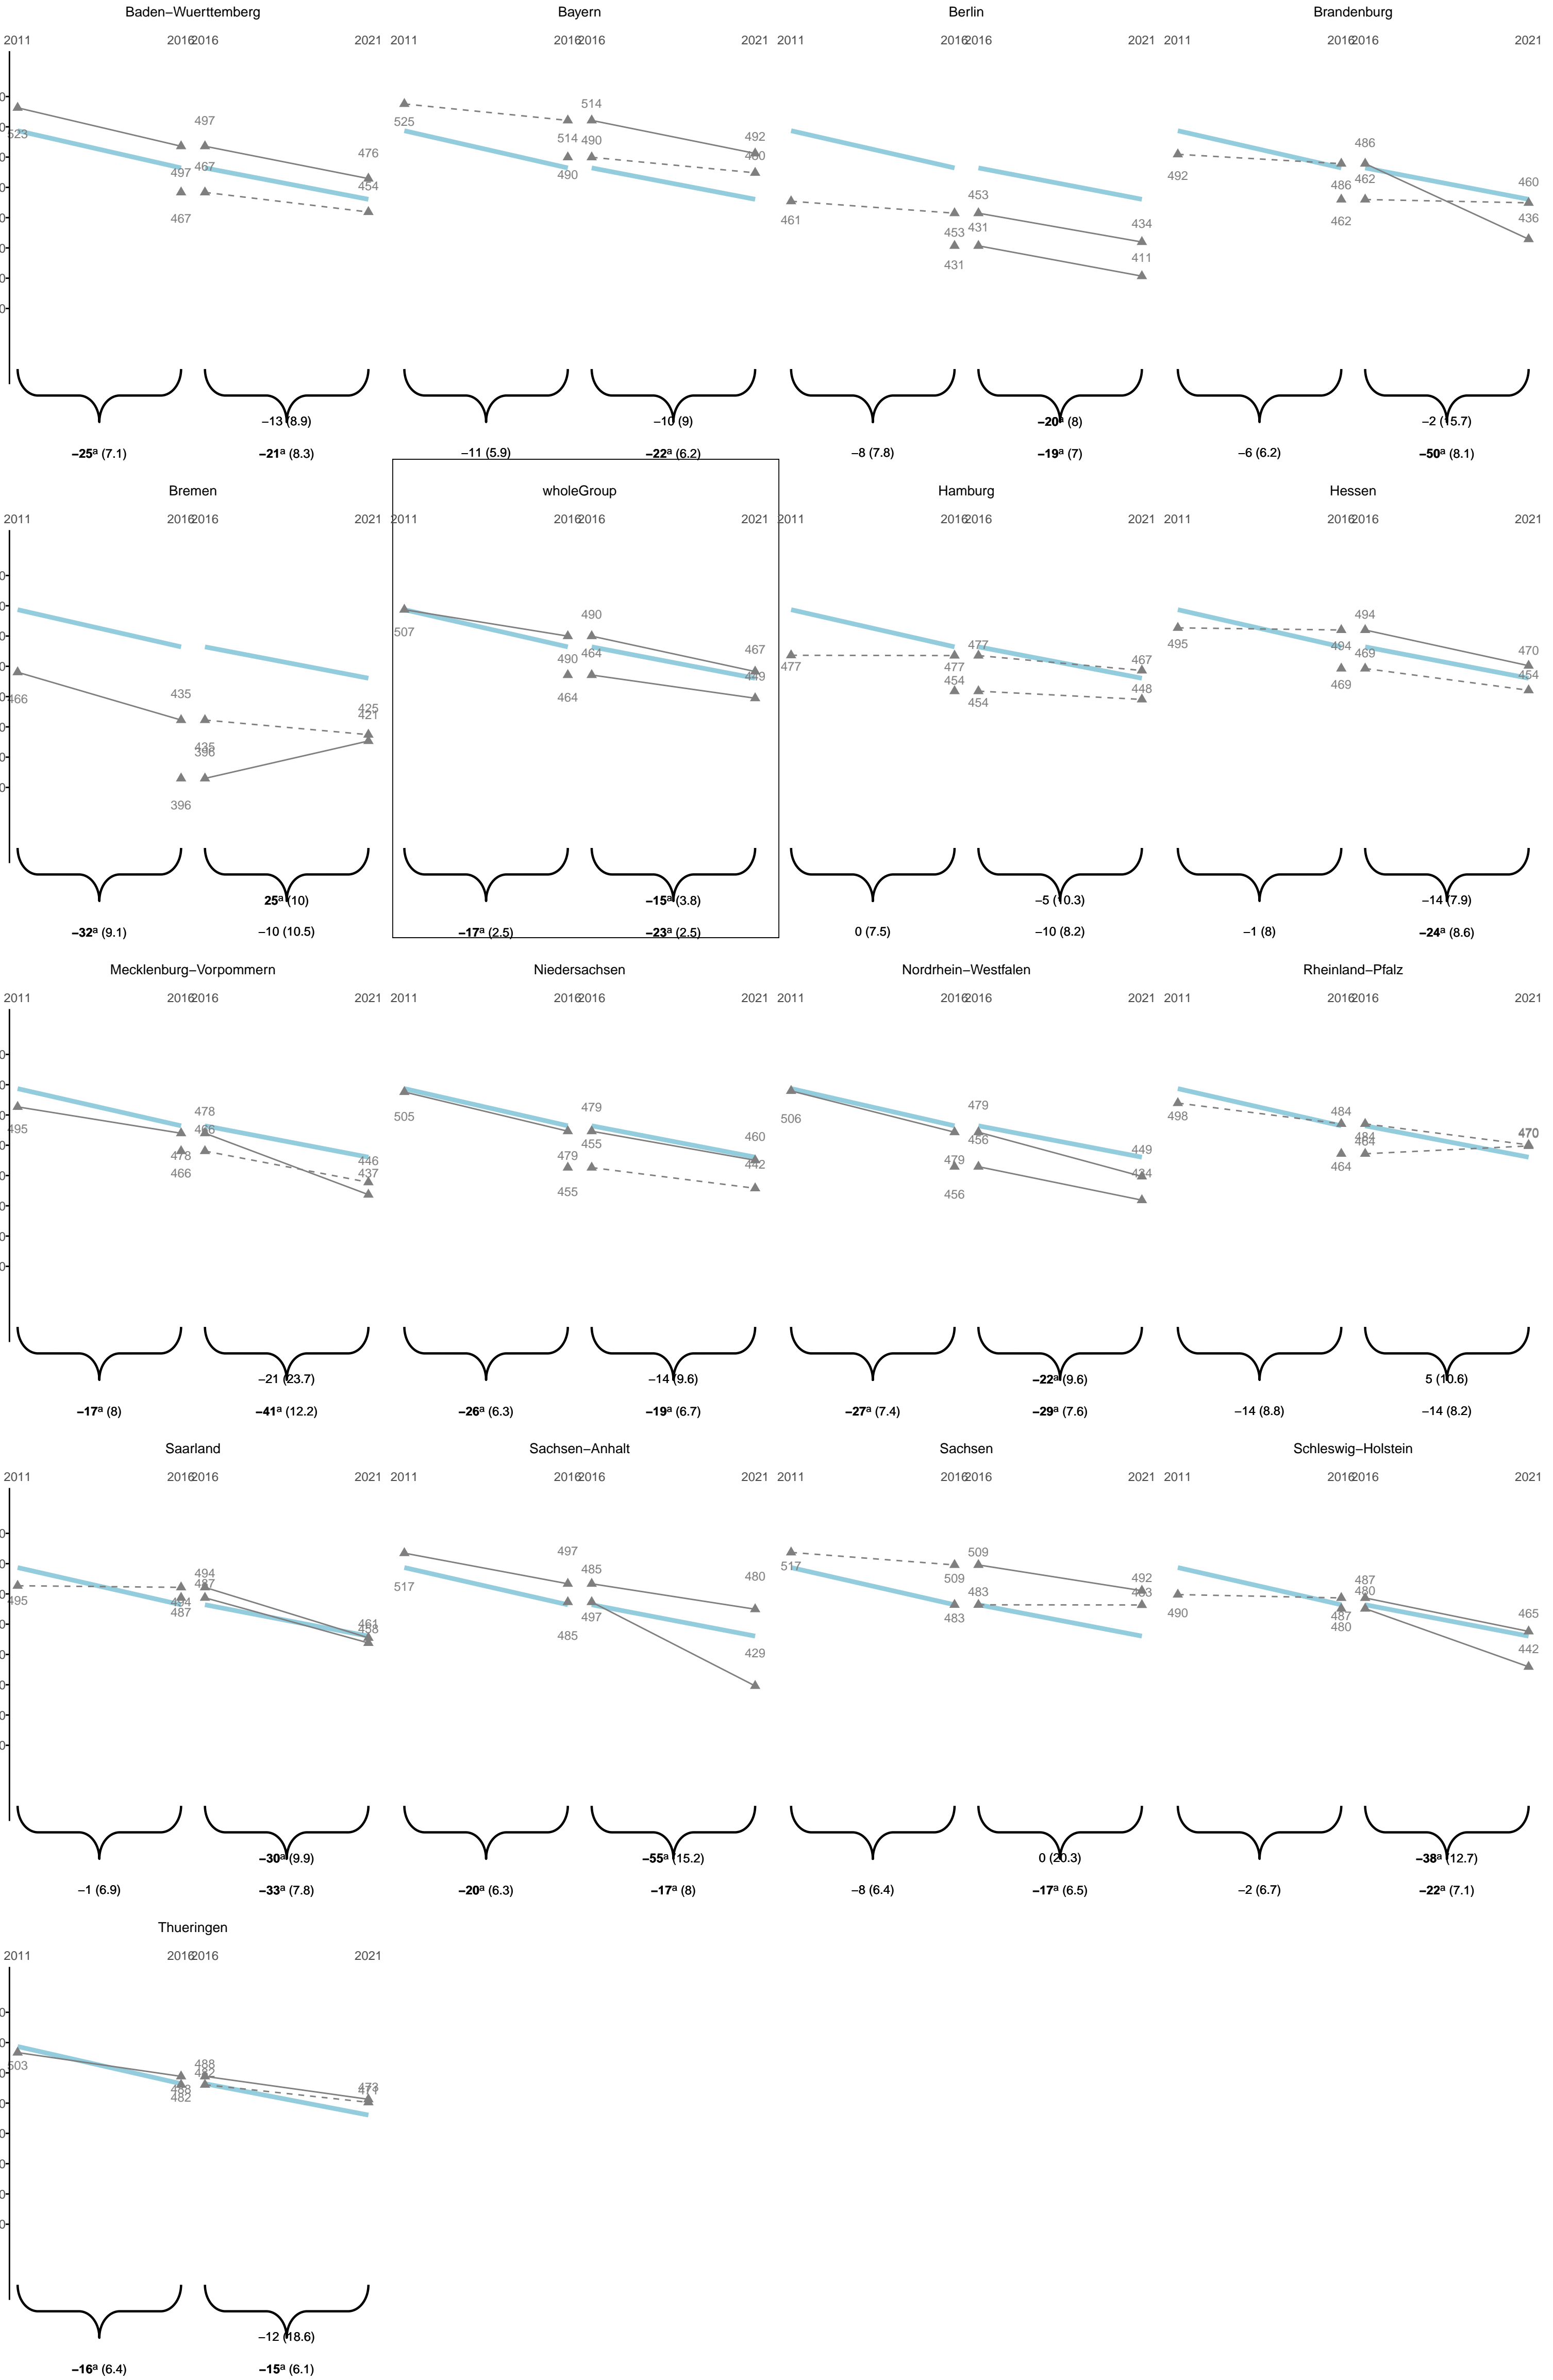 Baden−Wuerttemberg Bayern Berlin Brandenburg
2011 2016 2016 2021 2011 2016 2016 2021 2011 2016 2016 2021 2011 2016 2016 2021
523 497 497 467 467 476 454
525 514 514 490 490 492 480
461 453 453 431 431 434 411
492 486 486 462 462 460 436
−13 (8.9) −10 (9) −20ª (8) −2 (15.7)
−25ª (7.1) −21ª (8.3) −11 (5.9) −22ª (6.2) −8 (7.8) −19ª (7) −6 (6.2) −50ª (8.1)
Bremen wholeGroup Hamburg Hessen
2011 2016 2016 2021 2011 2016 2016 2021 2011 2016 2016 2021 2011 2016 2016 2021
466 435 435 396 396 425 421
507 490 490 464 464 467 449
477 477 477 454 454 467 448
495 494 494 469 469 470 454
25ª (10) −15ª (3.8) −5 (10.3) −14 (7.9)
−32ª (9.1) −10 (10.5) −17ª (2.5) −23ª (2.5) 0 (7.5) −10 (8.2) −1 (8) −24ª (8.6)
Mecklenburg−Vorpommern Niedersachsen Nordrhein−Westfalen Rheinland−Pfalz
2011 2016 2016 2021 2011 2016 2016 2021 2011 2016 2016 2021 2011 2016 2016 2021
495 478 478 466 466 446 437
505 479 479 455 455 460 442
506 479 479 456 456 449 434
498 484 484 464 464 470 470
−21 (23.7) −14 (9.6) −22ª (9.6) 5 (10.6)
−17ª (8) −41ª (12.2) −26ª (6.3) −19ª (6.7) −27ª (7.4) −29ª (7.6) −14 (8.8) −14 (8.2)
Saarland Sachsen−Anhalt Sachsen Schleswig−Holstein
2011 2016 2016 2021 2011 2016 2016 2021 2011 2016 2016 2021 2011 2016 2016 2021
495 494 494 487 487 461 458
517 497 497 485 485 480 429
517 509 509 483 483 492 483
490 487 487 480 480 465 442
−30ª (9.9) −55ª (15.2) 0 (20.3) −38ª (12.7)
−1 (6.9) −33ª (7.8) −20ª (6.3) −17ª (8) −8 (6.4) −17ª (6.5) −2 (6.7) −22ª (7.1)
Thueringen
2011 2016 2016 2021
503 488 488 482 482 473 471
−12 (18.6)
−16ª (6.4) −15ª (6.1)